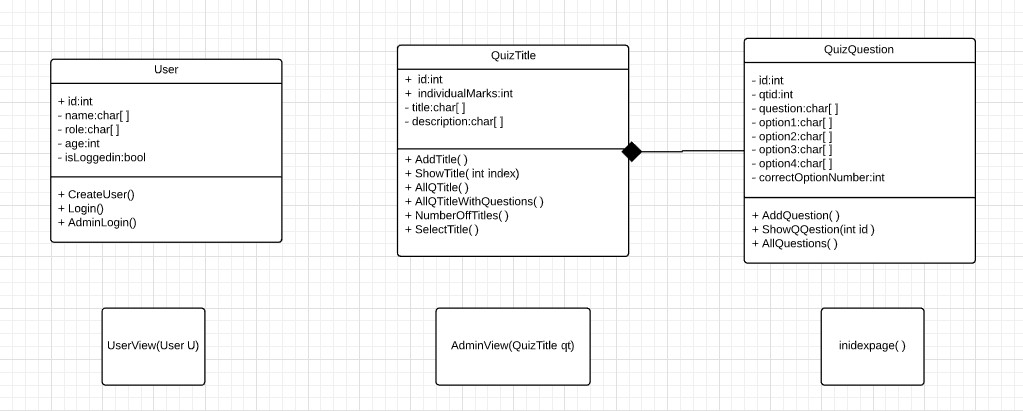 User
+ id:int
- name:char[ ]
- role:char[ ]
- age:int
- isLoggedin:bool
+ CreateUser()
+ Login()
+ AdminLogin()
QuizTitle
+ id:int
+ individualMarks:int
- title:char[ ]
- description:char[ ]
+ AddTitle( )
+ ShowTitle( int index)
+ AllQTitle( )
+ AllQTitleWithQuestions( )
+ NumberOffTitles( )
+ SelectTitle( )
QuizQuestion
- id:int
- qtid:int
- question:char[ ]
- option1:char[ ]
- option2:char[ ]
- option3:char[ ]
- option4:char[ ]
- correctOptionNumber:int
+ AddQuestion( )
+ ShowQQestion(int id )
+ AllQuestions( )
UserView(User U)
AdminView(QuizTitle qt)
inidexpage( )